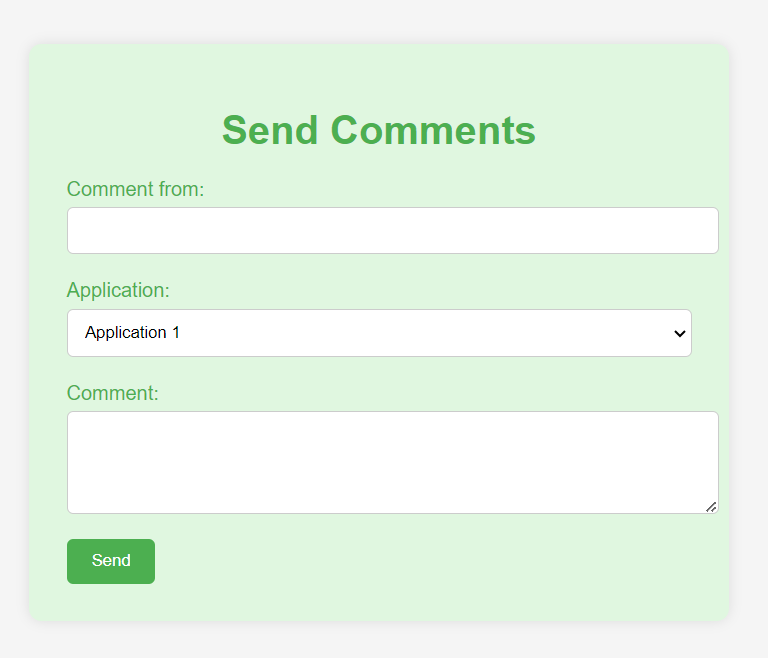 Send Comments
Comment from:
Application:
Application 1
Comment:
Send